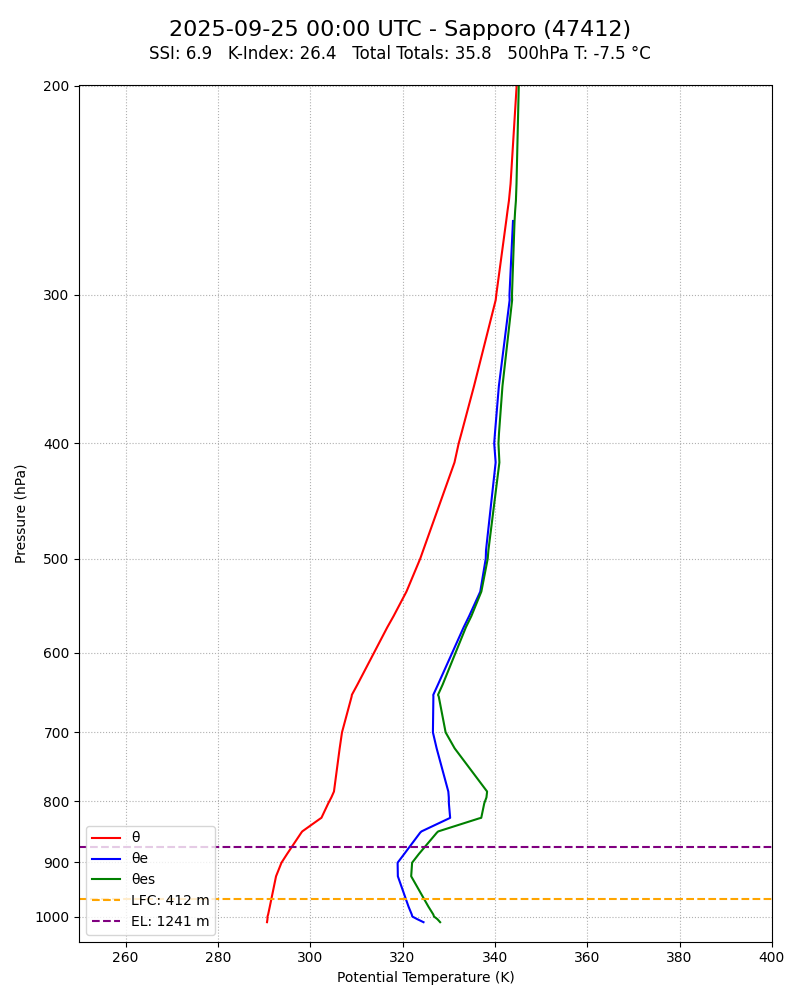 2025-09-25 00:00 UTC - Sapporo (47412)
SSI: 6.9   K-Index: 26.4   Total Totals: 35.8   500hPa T: -7.5 °C
200
300
400
500
600
700
800
900
1000
Pressure (hPa)
θ
θe
θes
LFC: 412 m
EL: 1241 m
260 280 300 320 340 360 380 400
Potential Temperature (K)